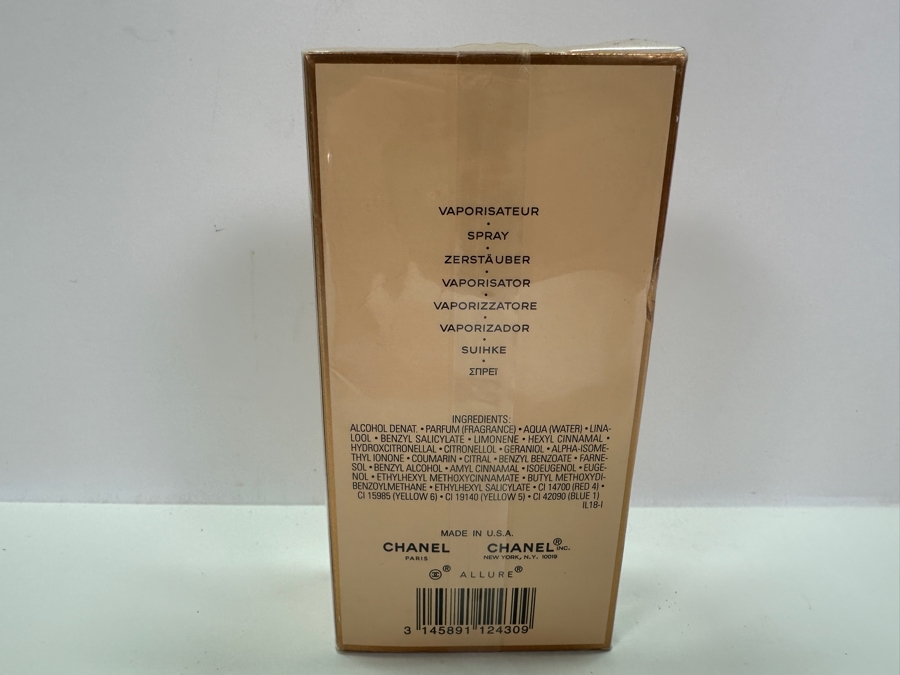 VAPORISATEUR
•
SPRAY
•
ZERSTÄUBER
•
VAPORISATOR
•
VAPORIZZATORE
•
VAPORIZADOR
•
SUIHKE
•
ΣΠΡΕΪ
INGREDIENTS:
ALCOHOL DENAT. • PARFUM (FRAGRANCE) • AQUA (WATER) • LINA-
LOOL • BENZYL SALICYLATE • LIMONENE • HEXYL CINNAMAL •
HYDROXCITRONELLAL • CITRONELLOL • GERANIOL • ALPHA-ISOME-
THYL IONONE • COUMARIN • CITRAL • BENZYL BENZOATE • FARNE-
SOL • BENZYL ALCOHOL • AMYL CINNAMAL • ISOEUGENOL • EUGE-
NOL • ETHYLHEXYL METHOXYCINNAMATE • BUTYL METHOXYDI-
BENZOYLMETHANE • ETHYLHEXYL SALICYLATE • CI 14700 (RED 4) •
CI 15985 (YELLOW 6) • CI 19140 (YELLOW 5) • CI 42090 (BLUE 1)
IL18-I
MADE IN U.S.A.
CHANEL CHANEL® INC.
PARIS NEW YORK, N.Y. 10019
® ALLURE®
3 145891 124309